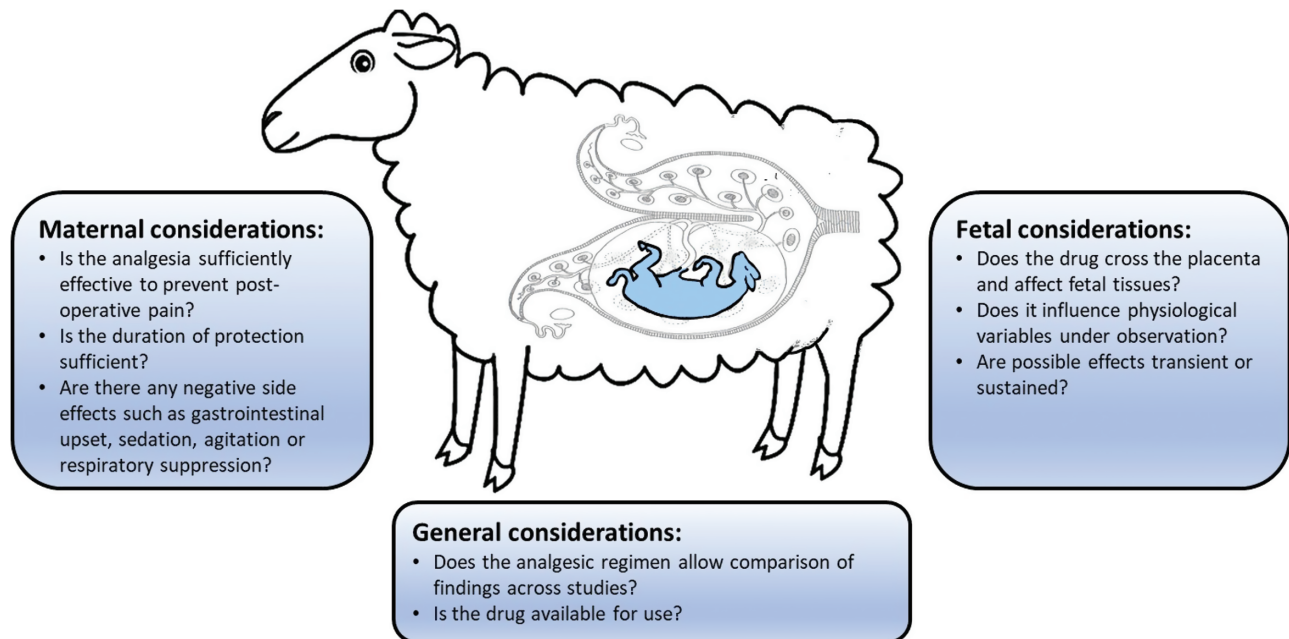 Maternal considerations:
• Is the analgesia sufficiently
effective to prevent post-
operative pain?
• Is the duration of protection
sufficient?
• Are there any negative side
effects such as gastrointestinal
upset, sedation, agitation or
respiratory suppression?
Fetal considerations:
• Does the drug cross the placenta
and affect fetal tissues?
• Does it influence physiological
variables under observation?
• Are possible effects transient or
sustained?
General considerations:
• Does the analgesic regimen allow comparison of
findings across studies?
• Is the drug available for use?